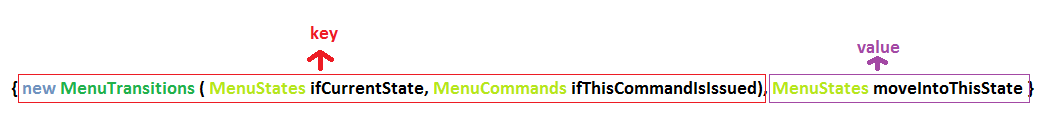 key
value
{ new MenuTransitions ( MenuStates ifCurrentState, MenuCommands ifThisCommandIsIssued), MenuStates moveIntoThisState }